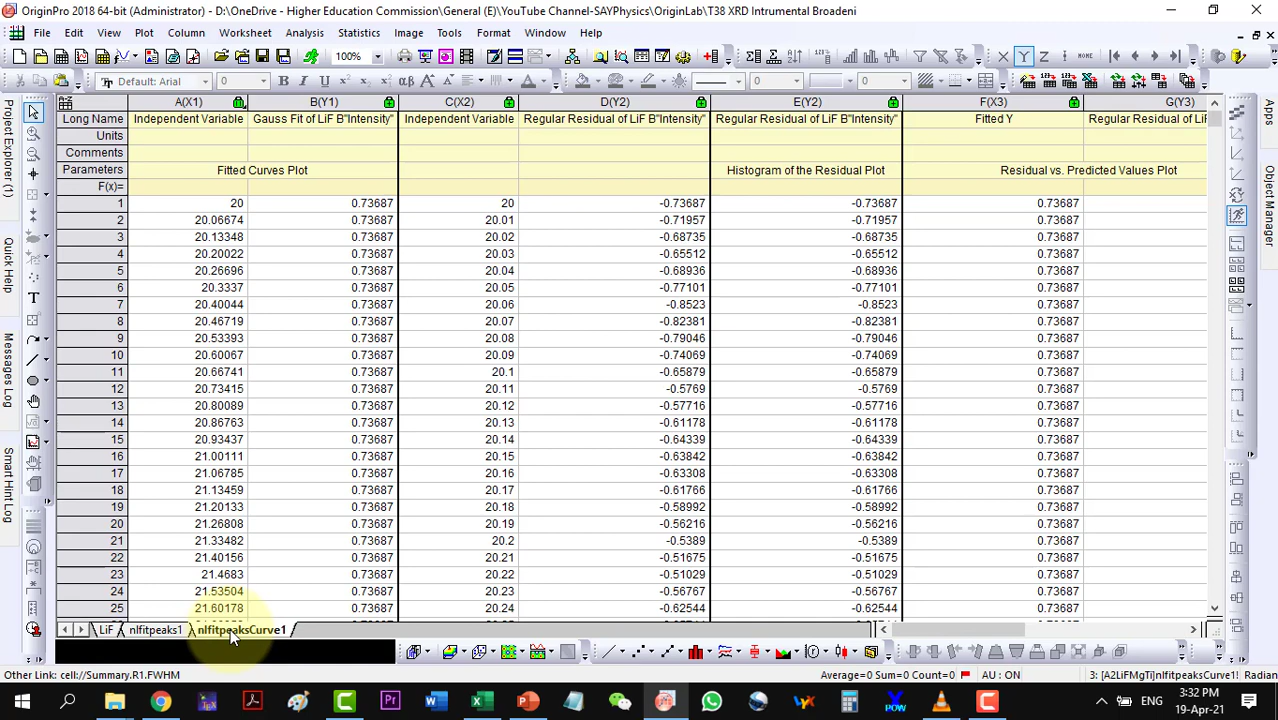 OriginPro 2018 64-bit (admin) - D:\OneDrive - Higher Education Commission\General (E)\YouTube Channel-SAYPhysics\OriginLab\T38 XRD Intrumental Broadeni
File Edit View Plot Column Worksheet Analysis Statistics Image Tools Format Window Help
100%
Default: Arial 0 B I U 0
A(X1) B(Y1) C(X2) D(Y2) E(Y2) F(X3) G(Y3)
Long Name Independent Variable Gauss Fit of LiF B"Intensity" Independent Variable Regular Residual of LiF B"Intensity" Regular Residual of LiF B"Intensity" Fitted Y Regular Residual of LiF
Units
Comments
Parameters Fitted Curves Plot Histogram of the Residual Plot Residual vs. Predicted Values Plot
F(x)=
1 20 0.73687 20 -0.73687 -0.73687 0.73687
2 20.06674 0.73687 20.01 -0.71957 -0.71957 0.73687
3 20.13348 0.73687 20.02 -0.68735 -0.68735 0.73687
4 20.20022 0.73687 20.03 -0.65512 -0.65512 0.73687
5 20.26696 0.73687 20.04 -0.68936 -0.68936 0.73687
6 20.3337 0.73687 20.05 -0.77101 -0.77101 0.73687
7 20.40044 0.73687 20.06 -0.8523 -0.8523 0.73687
8 20.46719 0.73687 20.07 -0.82381 -0.82381 0.73687
9 20.53393 0.73687 20.08 -0.79046 -0.79046 0.73687
10 20.60067 0.73687 20.09 -0.74069 -0.74069 0.73687
11 20.66741 0.73687 20.1 -0.65879 -0.65879 0.73687
12 20.73415 0.73687 20.11 -0.5769 -0.5769 0.73687
13 20.80089 0.73687 20.12 -0.57716 -0.57716 0.73687
14 20.86763 0.73687 20.13 -0.61178 -0.61178 0.73687
15 20.93437 0.73687 20.14 -0.64339 -0.64339 0.73687
16 21.00111 0.73687 20.15 -0.63842 -0.63842 0.73687
17 21.06785 0.73687 20.16 -0.63308 -0.63308 0.73687
18 21.13459 0.73687 20.17 -0.61766 -0.61766 0.73687
19 21.20133 0.73687 20.18 -0.58992 -0.58992 0.73687
20 21.26808 0.73687 20.19 -0.56216 -0.56216 0.73687
21 21.33482 0.73687 20.2 -0.5389 -0.5389 0.73687
22 21.40156 0.73687 20.21 -0.51675 -0.51675 0.73687
23 21.4683 0.73687 20.22 -0.51029 -0.51029 0.73687
24 21.53504 0.73687 20.23 -0.56767 -0.56767 0.73687
25 21.60178 0.73687 20.24 -0.62544 -0.62544 0.73687
LiF nlfitpeaks1 nlfitpeaksCurve1
Other Link: cell://Summary.R1.FWHM Average=0 Sum=0 Count=0 AU : ON 3: [A2LiFMgTi]nlfitpeaksCurve1! Radian
ENG 3:32 PM
19-Apr-21
Project Explorer (1)
Quick Help
Messages Log
Smart Hint Log
Apps
Object Manager